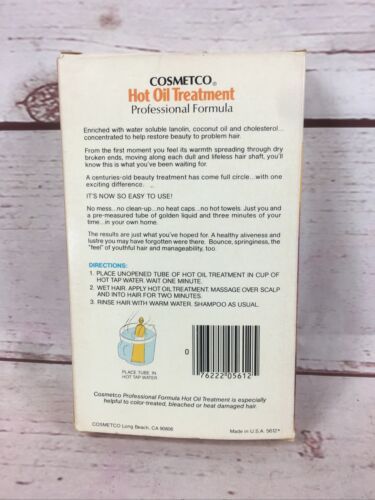 COSMETCO®
Hot Oil Treatment
Professional Formula
Enriched with water soluble lanolin, coconut oil and cholesterol...
concentrated to help restore beauty to problem hair.
From the first moment you feel its warmth spreading through dry
broken ends, moving along each dull and lifeless hair shaft, you'll
know this is what you've been waiting for.
A centuries-old beauty treatment has come full circle...with one
exciting difference.
IT'S NOW SO EASY TO USE!
No mess...no clean-up...no heat caps...no hot towels. Just you and
a pre-measured tube of golden liquid and three minutes of your
time...in your own home.
The results are just what you've hoped for. A healthy aliveness and
lustre you may have forgotten were there. Bounce, springiness, the
"feel" of youthful hair and manageability, too.
DIRECTIONS:
1. PLACE UNOPENED TUBE OF HOT OIL TREATMENT IN CUP OF
HOT TAP WATER. WAIT ONE MINUTE.
2. WET HAIR. APPLY HOT OIL TREATMENT. MASSAGE OVER SCALP
AND INTO HAIR FOR TWO MINUTES.
3. RINSE HAIR WITH WARM WATER. SHAMPOO AS USUAL.
PLACE TUBE IN
HOT TAP WATER
0
76222 05612
Cosmetco Professional Formula Hot Oil Treatment is especially
helpful to color-treated, bleached or heat damaged hair.
COSMETCO Long Beach, CA 90806
Made in U.S.A. 5612*